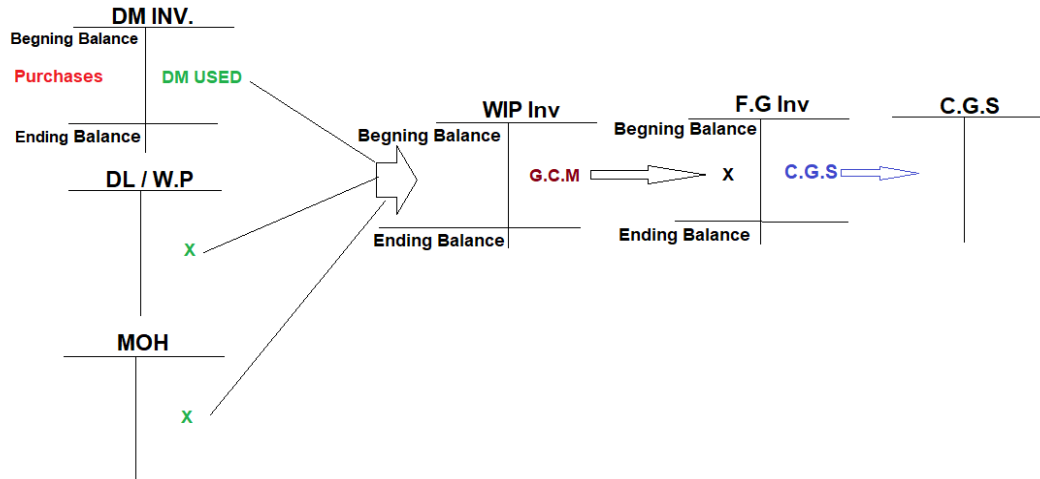 DM INV.
Begning Balance
Purchases
DM USED
Ending Balance
DL / W.P
X
MOH
X
WIP Inv
Begning Balance
G.C.M
Ending Balance
F.G Inv
Begning Balance
X
C.G.S
Ending Balance
C.G.S